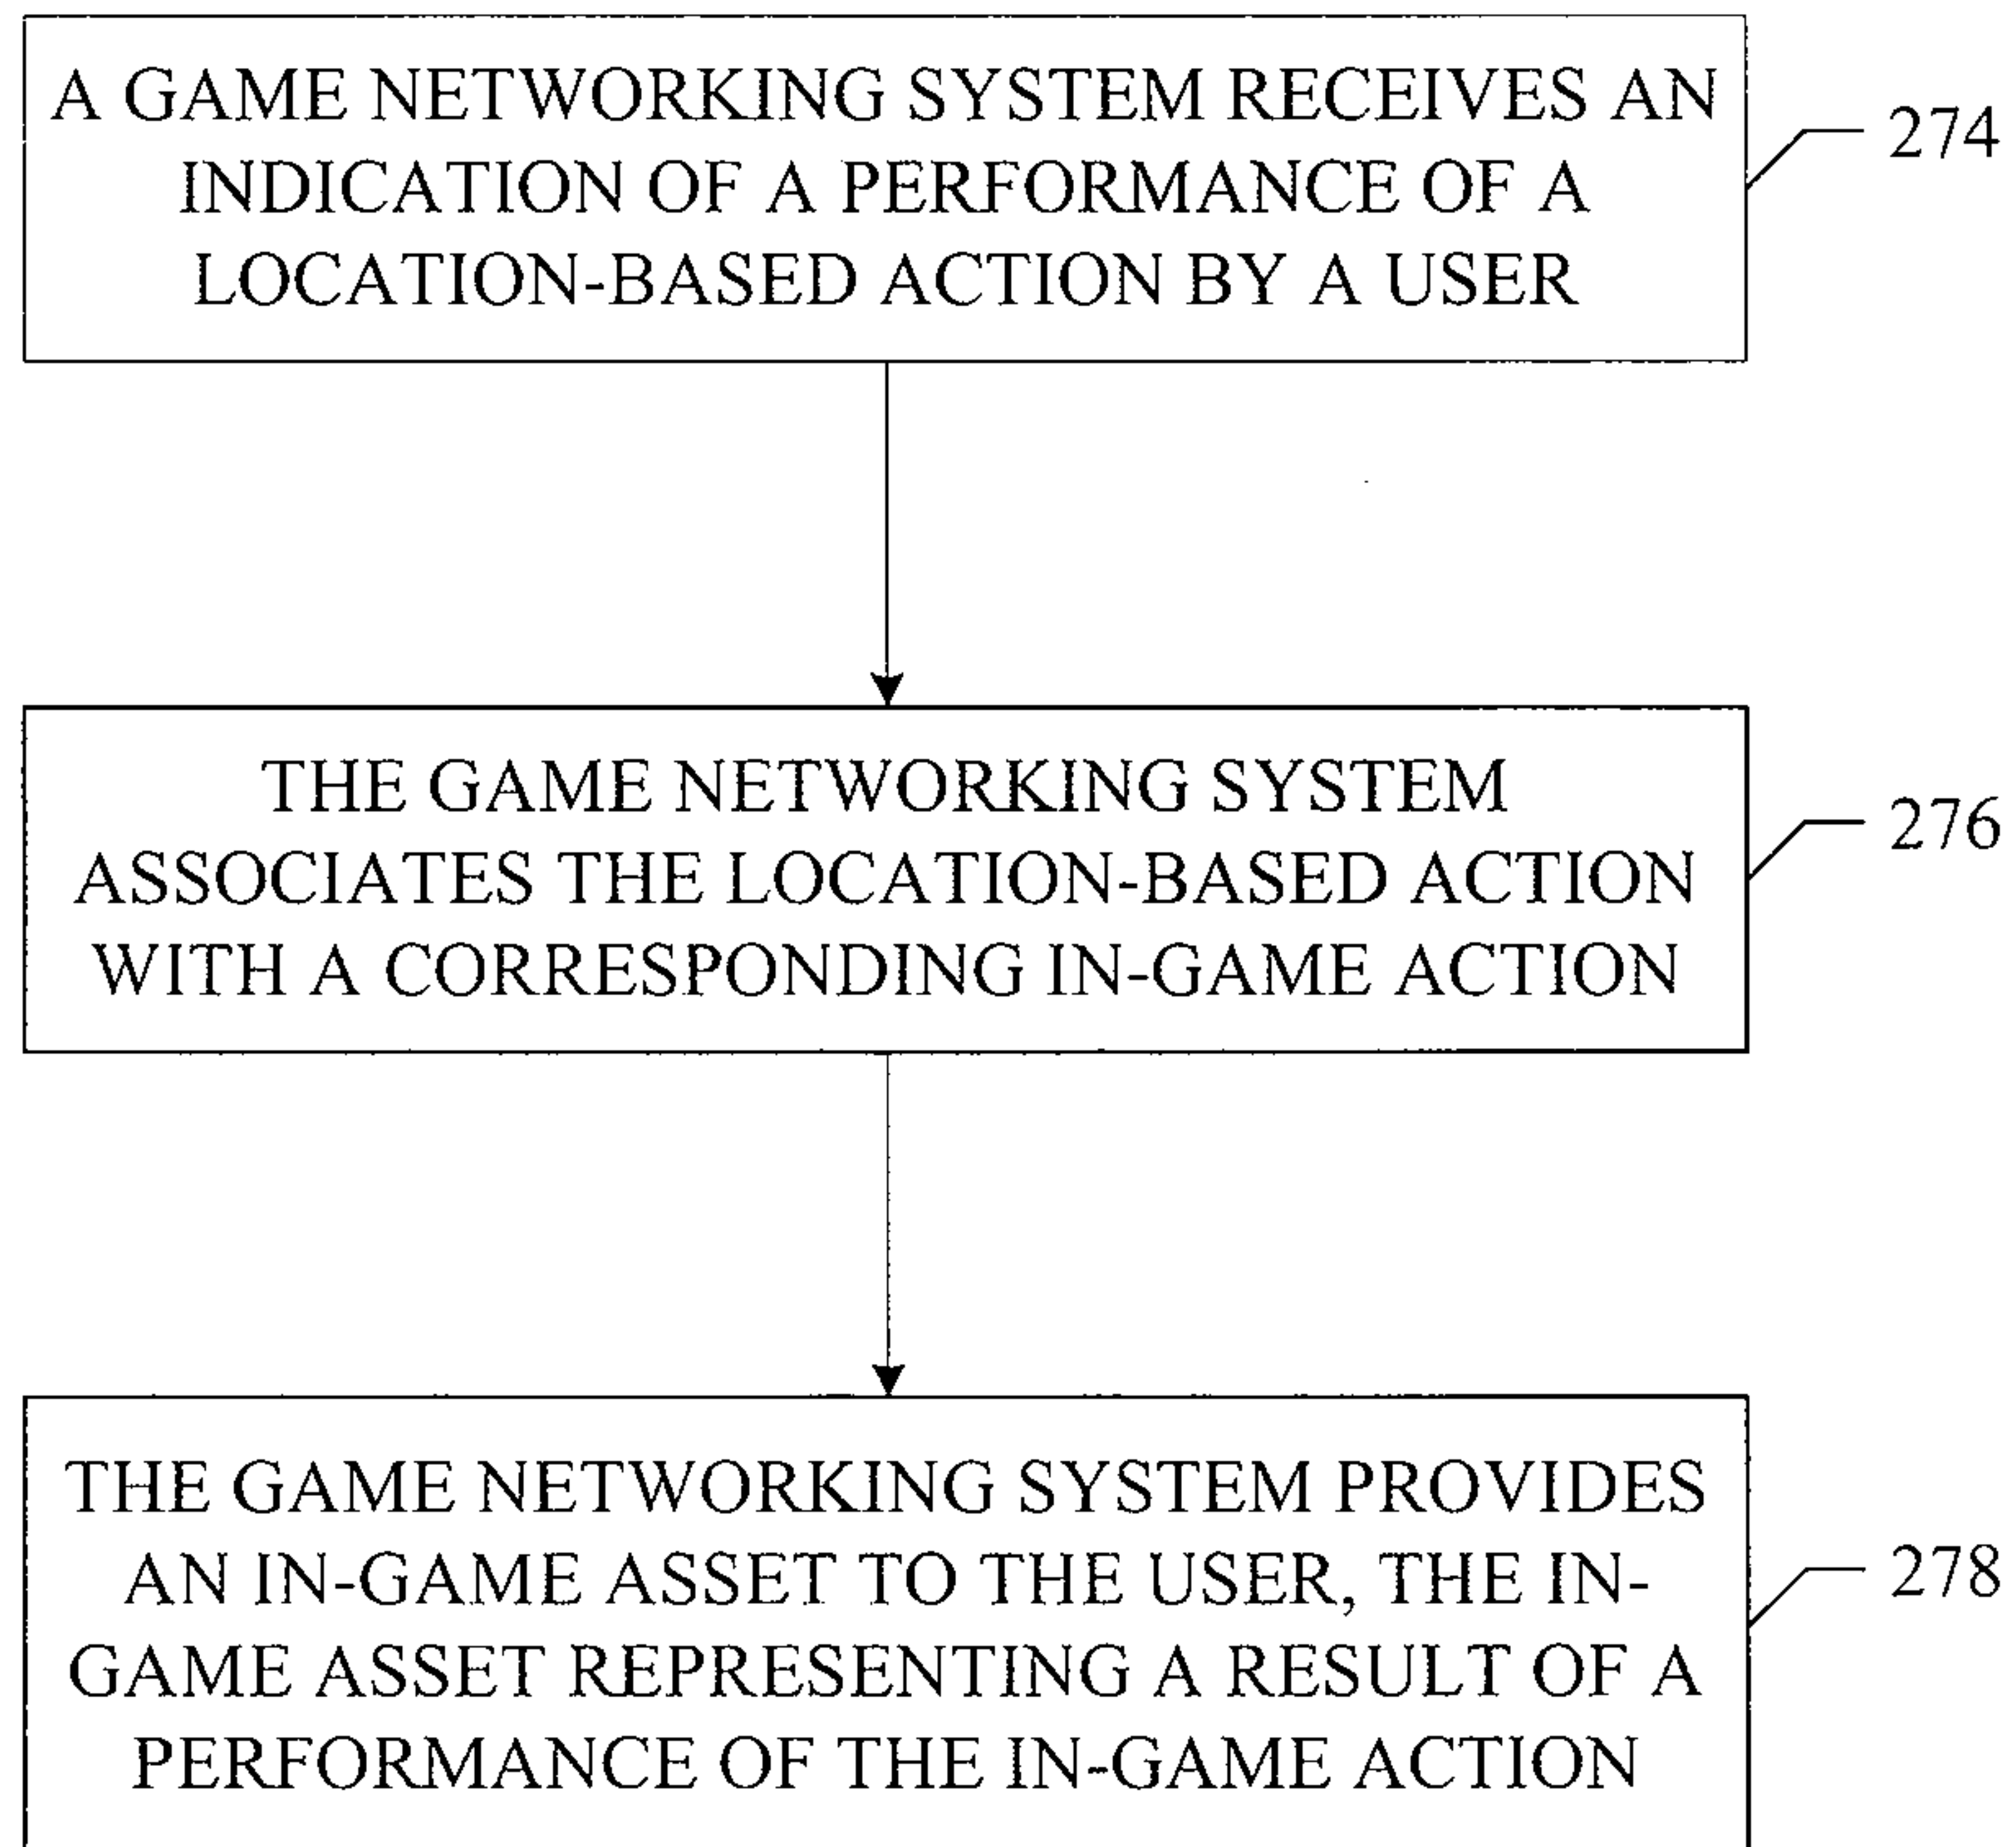 A GAME NETWORKING SYSTEM RECEIVES AN
INDICATION OF A PERFORMANCE OF A
LOCATION-BASED ACTION BY A USER
274
THE GAME NETWORKING SYSTEM
ASSOCIATES THE LOCATION-BASED ACTION
WITH A CORRESPONDING IN-GAME ACTION
276
THE GAME NETWORKING SYSTEM PROVIDES
AN IN-GAME ASSET TO THE USER, THE IN-
GAME ASSET REPRESENTING A RESULT OF A
PERFORMANCE OF THE IN-GAME ACTION
278